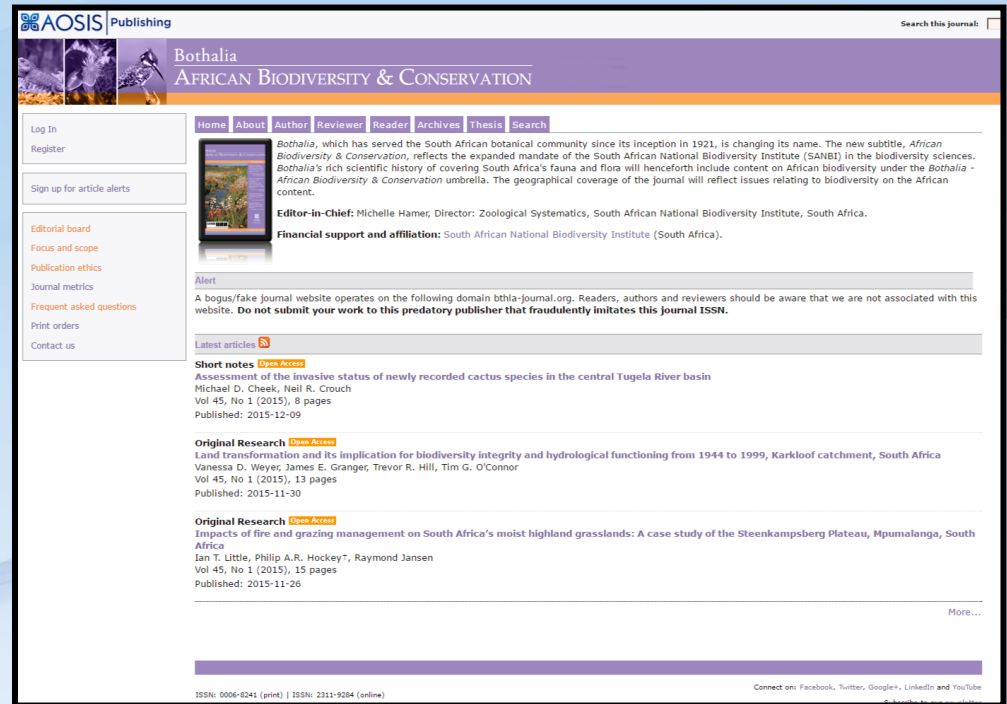 AOSIS Publishing
Search this journal:
Bothalia
AFRICAN BIODIVERSITY & CONSERVATION
Log In
Register
Sign up for article alerts
Editorial board
Focus and scope
Publication ethics
Journal metrics
Frequent asked questions
Print orders
Contact us
Home About Author Reviewer Reader Archives Thesis Search
Bothalia, which has served the South African botanical community since its inception in 1921, is changing its name. The new subtitle, African
Biodiversity & Conservation, reflects the expanded mandate of the South African National Biodiversity Institute (SANBI) in the biodiversity sciences.
Bothalia's rich scientific history of covering South Africa's fauna and flora will henceforth include content on African biodiversity under the Bothalia -
African Biodiversity & Conservation umbrella. The geographical coverage of the journal will reflect issues relating to biodiversity on the African
continent.
Editor-in-Chief: Michelle Hamer, Director: Zoological Systematics, South African National Biodiversity Institute, South Africa.
Financial support and affiliation: South African National Biodiversity Institute (South Africa).
Alert
A bogus/fake journal website operates on the following domain bthla-journal.org. Readers, authors and reviewers should be aware that we are not associated with this
website. Do not submit your work to this predatory publisher that fraudulently imitates this journal ISSN.
Latest articles
Short notes Open Access
Assessment of the invasive status of newly recorded cactus species in the central Tugela River basin
Michael D. Cheek, Neil R. Crouch
Vol 45, No 1 (2015), 8 pages
Published: 2015-12-09
Original Research Open Access
Land transformation and its implication for biodiversity integrity and hydrological functioning from 1944 to 1999, Karkloof catchment, South Africa
Vanessa D. Weyer, James E. Granger, Trevor R. Hill, Tim G. O'Connor
Vol 45, No 1 (2015), 13 pages
Published: 2015-11-30
Original Research Open Access
Impacts of fire and grazing management on South Africa's moist highland grasslands: A case study of the Steenkampsberg Plateau, Mpumalanga, South
Africa
Ian T. Little, Philip A.R. Hockey†, Raymond Jansen
Vol 45, No 1 (2015), 15 pages
Published: 2015-11-26
More...
ISSN: 0006-8241 (print) | ISSN: 2311-9284 (online)
Connect on: Facebook, Twitter, Google+, LinkedIn and YouTube